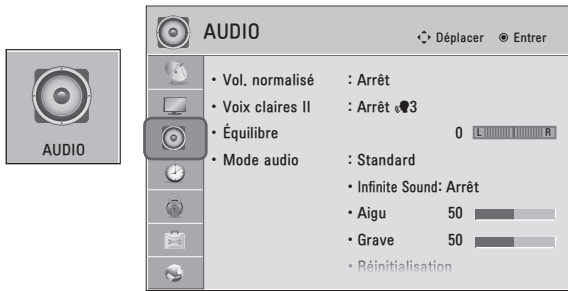 AUDIO
AUDIO
Déplacer Entrer
• Vol. normalisé : Arrêt
• Voix claires II : Arrêt 3
• Équilibre 0 L R
• Mode audio : Standard
• Infinite Sound: Arrêt
• Aigu 50
• Grave 50
• Réinitialisation